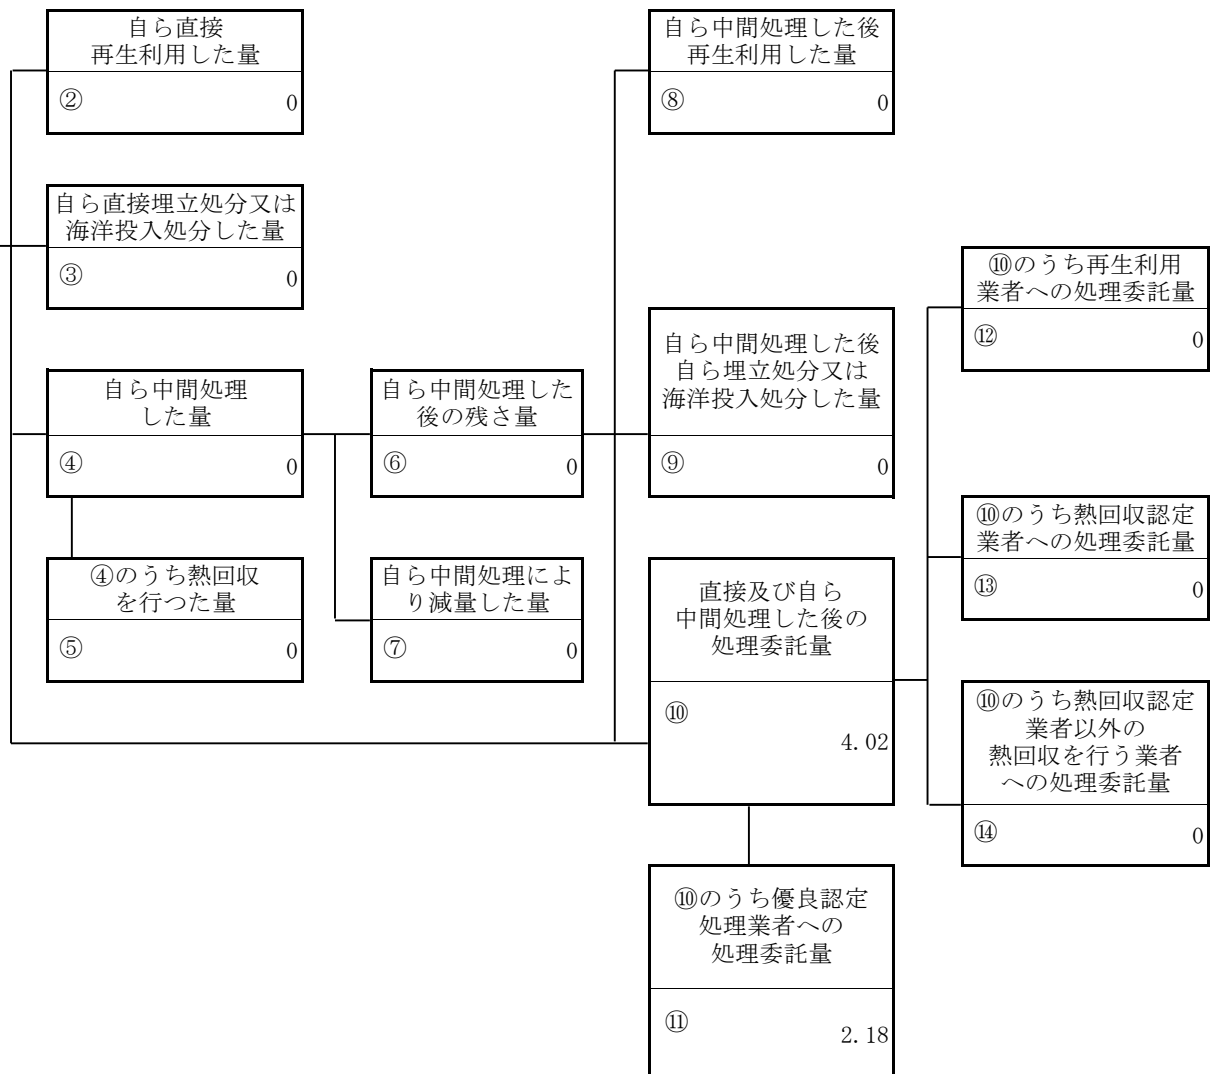 自ら直接
再生利用した量
② 0
自ら中間処理した後
再生利用した量
⑧ 0
自ら直接埋立処分又は
海洋投入処分した量
③ 0
⑩のうち再生利用
業者への処理委託量
⑫ 0
自ら中間処理した後
自ら埋立処分又は
海洋投入処分した量
⑨ 0
自ら中間処理
した量
④ 0
自ら中間処理した
後の残さ量
⑥ 0
⑩のうち熱回収認定
業者への処理委託量
⑬ 0
④のうち熱回収
を行つた量
⑤ 0
自ら中間処理によ
り減量した量
⑦ 0
直接及び自ら
中間処理した後の
処理委託量
⑩
4.02
⑩のうち熱回収認定
業者以外の
熱回収を行う業者
への処理委託量
⑭ 0
⑩のうち優良認定
処理業者への
処理委託量
⑪
2.18